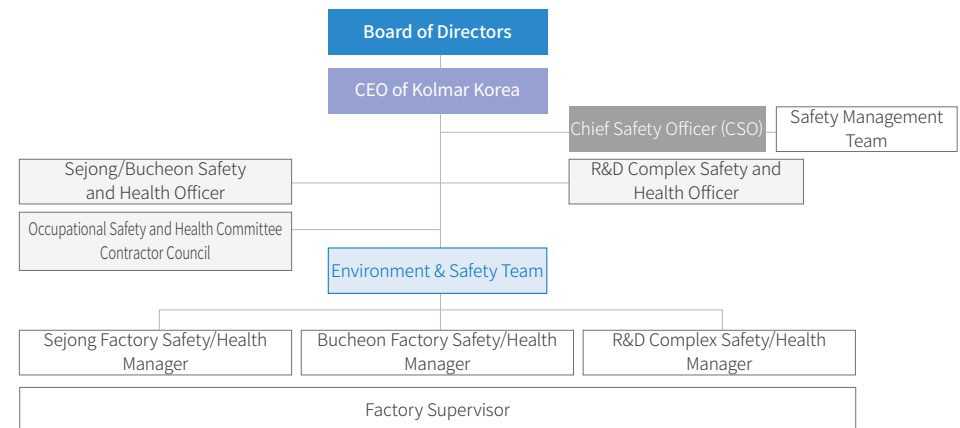 Board of Directors
CEO of Kolmar Korea
Chief Safety Officer (CSO)
Safety Management
Team
Sejong/Bucheon Safety
and Health Officer
R&D Complex Safety and
Health Officer
Occupational Safety and Health Committee
Contractor Council
Environment & Safety Team
Sejong Factory Safety/Health
Manager
Bucheon Factory Safety/Health
Manager
R&D Complex Safety/Health
Manager
Factory Supervisor